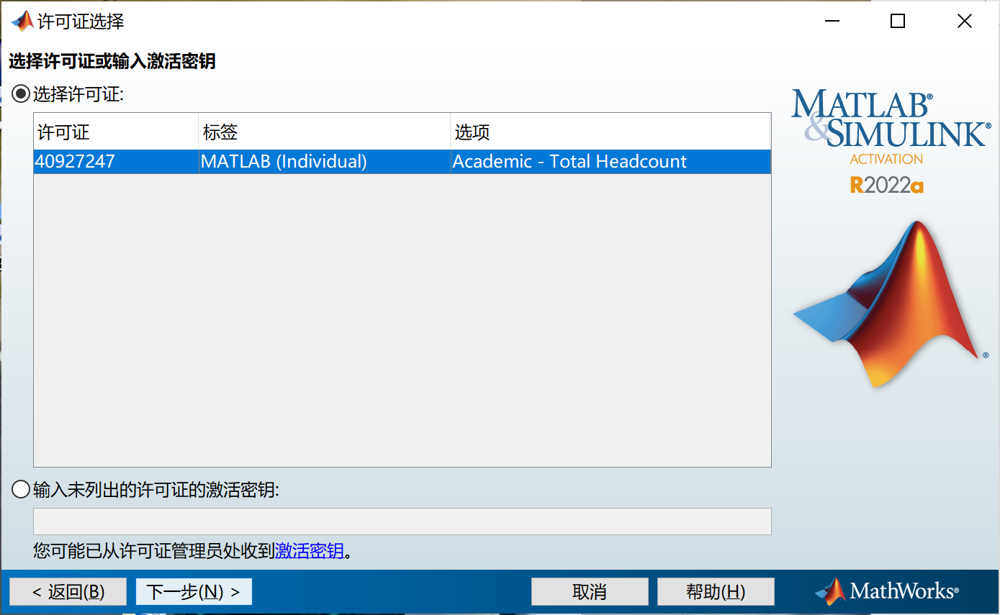 许可证选择
选择许可证或输入激活密钥
选择许可证:
许可证 标签 选项
40927247 MATLAB (Individual) Academic - Total Headcount
MATLAB®
&SIMULINK®
ACTIVATION
R2022a
®
输入未列出的许可证的激活密钥:
您可能已从许可证管理员处收到激活密钥。
< 返回(B) 下一步(N) > 取消 帮助(H) MathWorks®